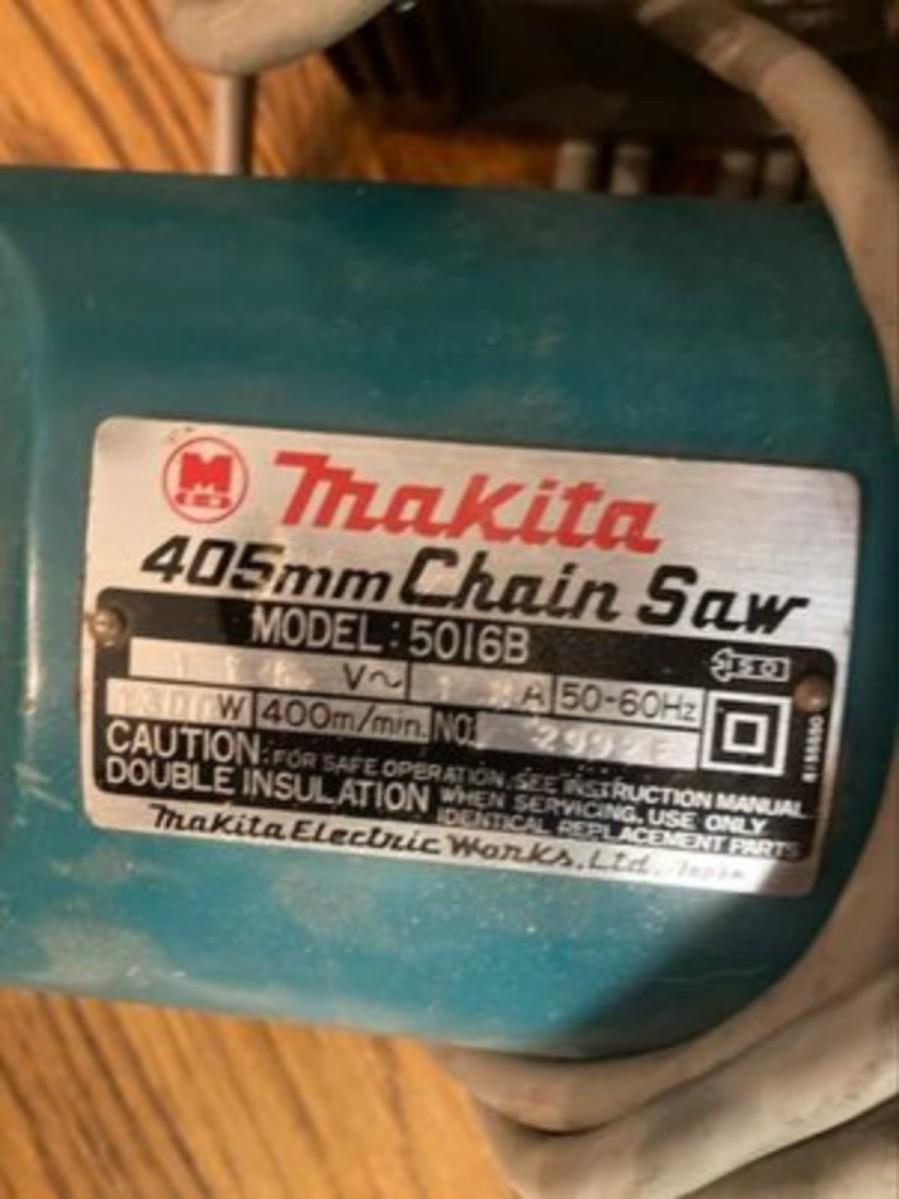 M
Makita
405mm Chain Saw
MODEL: 5016B
V~ A 50-60Hz
W 400m/min. NO.
CAUTION: FOR SAFE OPERATION, SEE INSTRUCTION MANUAL.
DOUBLE INSULATION WHEN SERVICING, USE ONLY
IDENTICAL REPLACEMENT PARTS
Makita Electric Works, Ltd. Japan